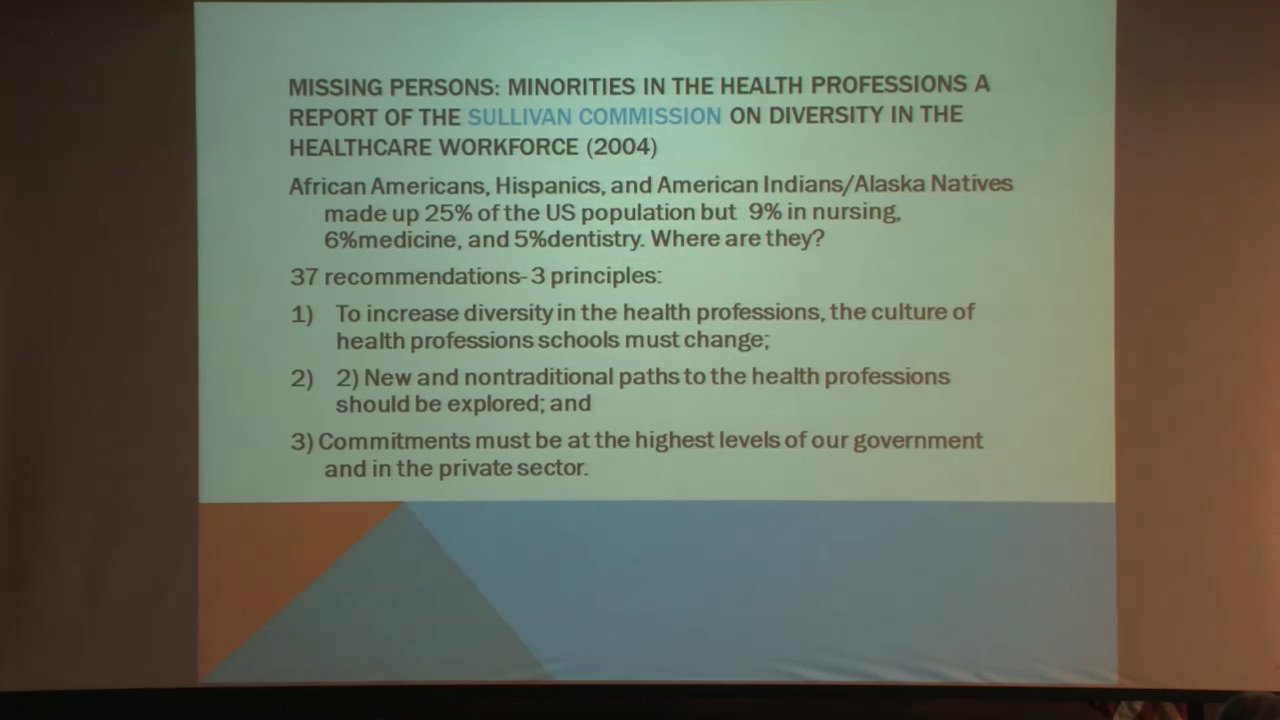 MISSING PERSONS: MINORITIES IN THE HEALTH PROFESSIONS A
REPORT OF THE SULLIVAN COMMISSION ON DIVERSITY IN THE
HEALTHCARE WORKFORCE (2004)
African Americans, Hispanics, and American Indians/Alaska Natives
made up 25% of the US population but 9% in nursing,
6%medicine, and 5%dentistry. Where are they?
37 recommendations- 3 principles:
1) To increase diversity in the health professions, the culture of
health professions schools must change;
2) 2) New and nontraditional paths to the health professions
should be explored; and
3) Commitments must be at the highest levels of our government
and in the private sector.